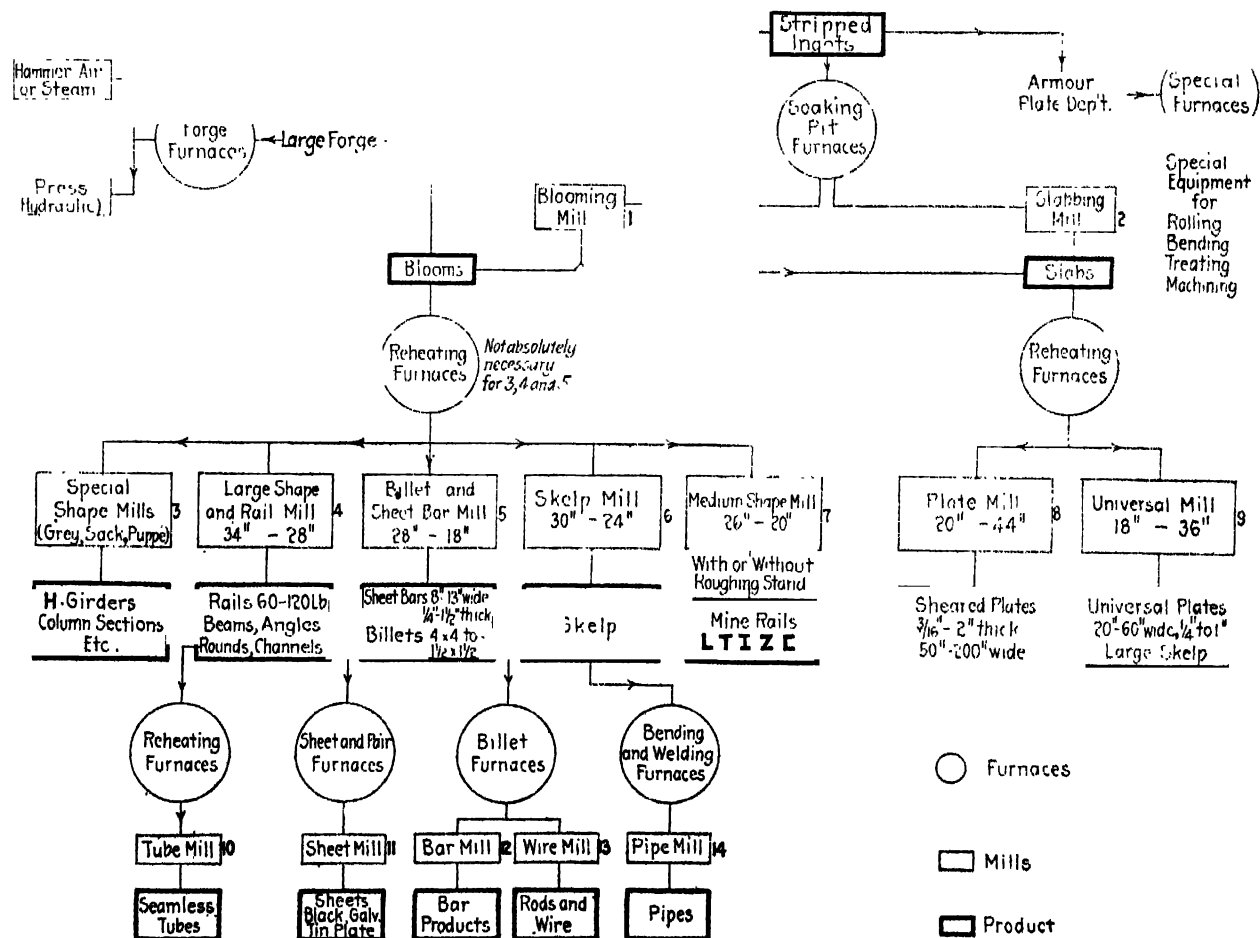 Stripped
Ingots
Hammer Air
or Steam
Armour
Plate Dep't.
(Special
Furnaces)
Soaking
Pit
Furnaces
Forge
Furnaces
Large Forge
Press
Hydraulic)
Special
Equipment
for
Rolling
Bending
Treating
Machining
Blooming
Mill
1
Slabbing
Mill
2
Blooms
Slabs
Reheating
Furnaces
Not absolutely
necessary
for 3, 4 and 5
Reheating
Furnaces
Special
Shape Mills
(Grey, Sack, Puppe)
3
Large Shape
and Rail Mill
34" - 28"
4
Billet and
Sheet Bar Mill
28" - 18"
5
Skelp Mill
30" - 24"
6
Medium Shape Mill
26" - 20"
7
Plate Mill
20" - 44"
8
Universal Mill
18" - 36"
9
With or Without
Roughing Stand
H.Girders
Column Sections
Etc.
Rails 60-120Lb,
Beams, Angles
Rounds, Channels
Sheet Bars 8"-13" wide
1/4"-1 1/2" thick,
Billets 4 x 4 to
1 1/2 x 1 1/2
Skelp
Mine Rails
L T I Z C
Sheared Plates
3/16" - 2" thick
50"-200" wide
Universal Plates
20"-60" wide, 1/4" to 1"
Large Skelp
Reheating
Furnaces
Sheet and Pair
Furnaces
Billet
Furnaces
Bending
and Welding
Furnaces
Furnaces
Tube Mill
10
Sheet Mill
11
Bar Mill
12
Wire Mill
13
Pipe Mill
14
Mills
Seamless
Tubes
Sheets
Black, Galv.
Tin Plate
Bar
Products
Rods and
Wire
Pipes
Product